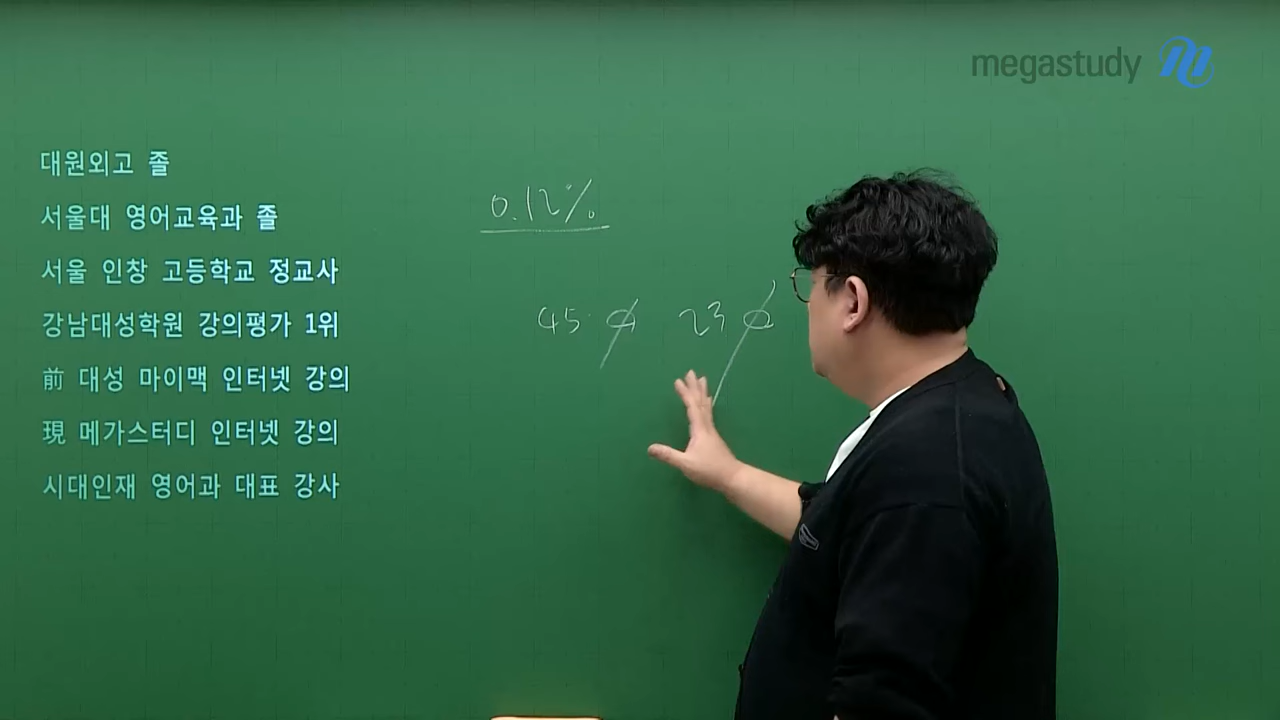 megastudy
대원외고 졸
서울대 영어교육과 졸
서울 인창 고등학교 정교사
강남대성학원 강의평가 1위
前 대성 마이맥 인터넷 강의
現 메가스터디 인터넷 강의
시대인재 영어과 대표 강사
0.12%
45 23